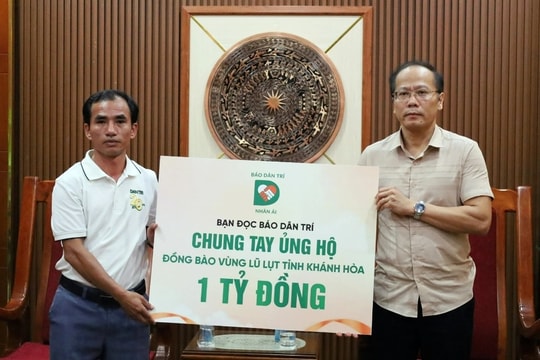 BÁO DÂN TRÍ
NHÂN ÁI
BẠN ĐỌC BÁO DÂN TRÍ
CHUNG TAY ỦNG HỘ
ĐỒNG BÀO VÙNG LŨ LỤT TỈNH KHÁNH HÒA
1 TỶ ĐỒNG